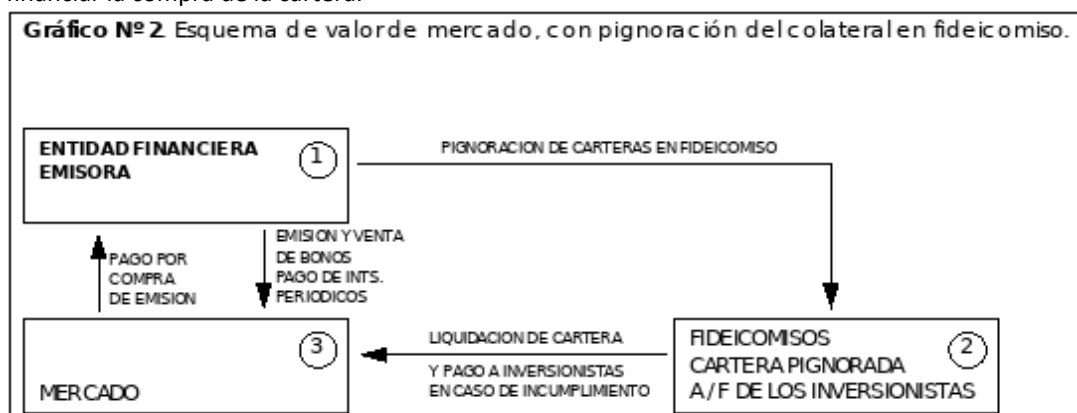 financiar la compra de la cartera.
Gráfico Nº 2. Esquema de valor de mercado, con pignoración del colateral en fideicomiso.
ENTIDAD FINANCIERA
EMISORA
1
PIGNORACION DE CARTERAS EN FIDEICOMISO
PAGO POR
COMPRA
DE EMISION
EMISION Y VENTA
DE BONOS
PAGO DE INTS.
PERIODICOS
MERCADO
3
LIQUIDACION DE CARTERA
Y PAGO A INVERSIONISTAS
EN CASO DE INCUMPLIMIENTO
FIDEICOMISOS
CARTERA PIGNORADA
A / F DE LOS INVERSIONISTAS
2